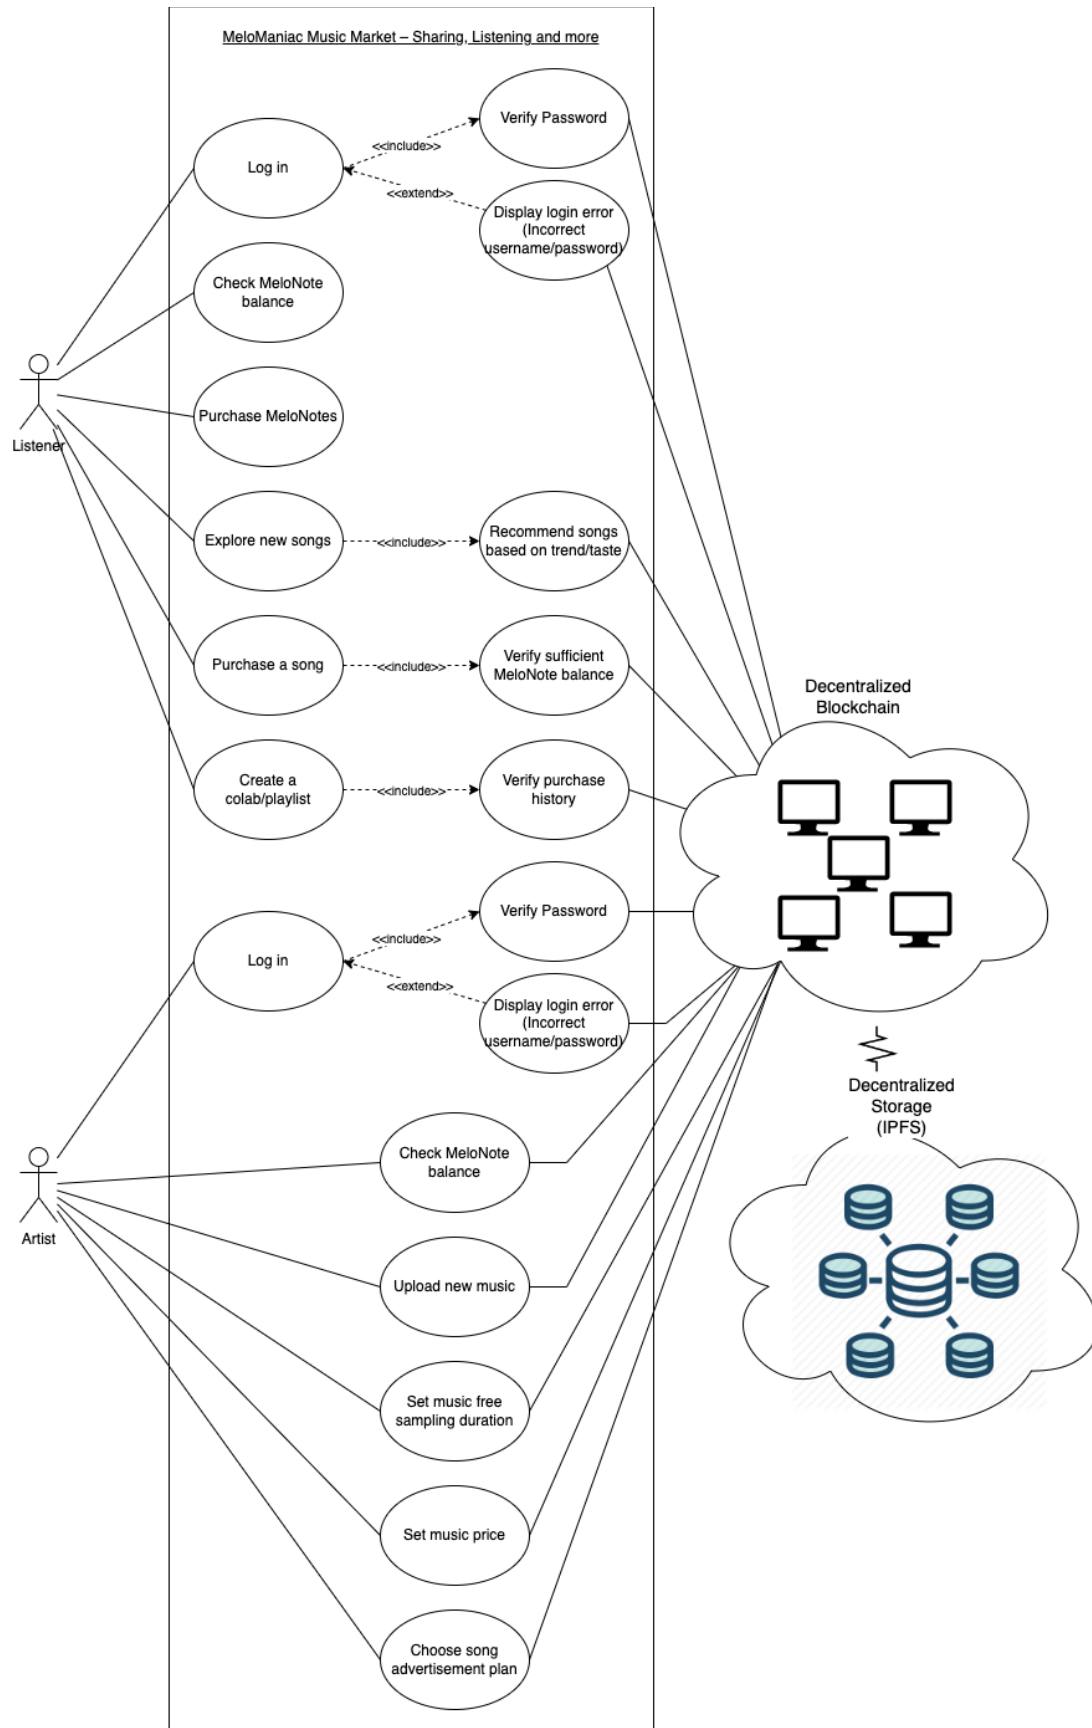 MeloManiac Music Market – Sharing, Listening and more
Verify Password
<<include>>
Log in
<<extend>>
Display login error
(Incorrect
username/password)
Check MeloNote
balance
Purchase MeloNotes
Listener
Explore new songs
<<include>>
Recommend songs
based on trend/taste
Purchase a song
<<include>>
Verify sufficient
MeloNote balance
Decentralized
Blockchain
Create a
colab/playlist
<<include>>
Verify purchase
history
Verify Password
<<include>>
Log in
<<extend>>
Display login error
(Incorrect
username/password)
Decentralized
Storage
(IPFS)
Check MeloNote
balance
Artist
Upload new music
Set music free
sampling duration
Set music price
Choose song
advertisement plan